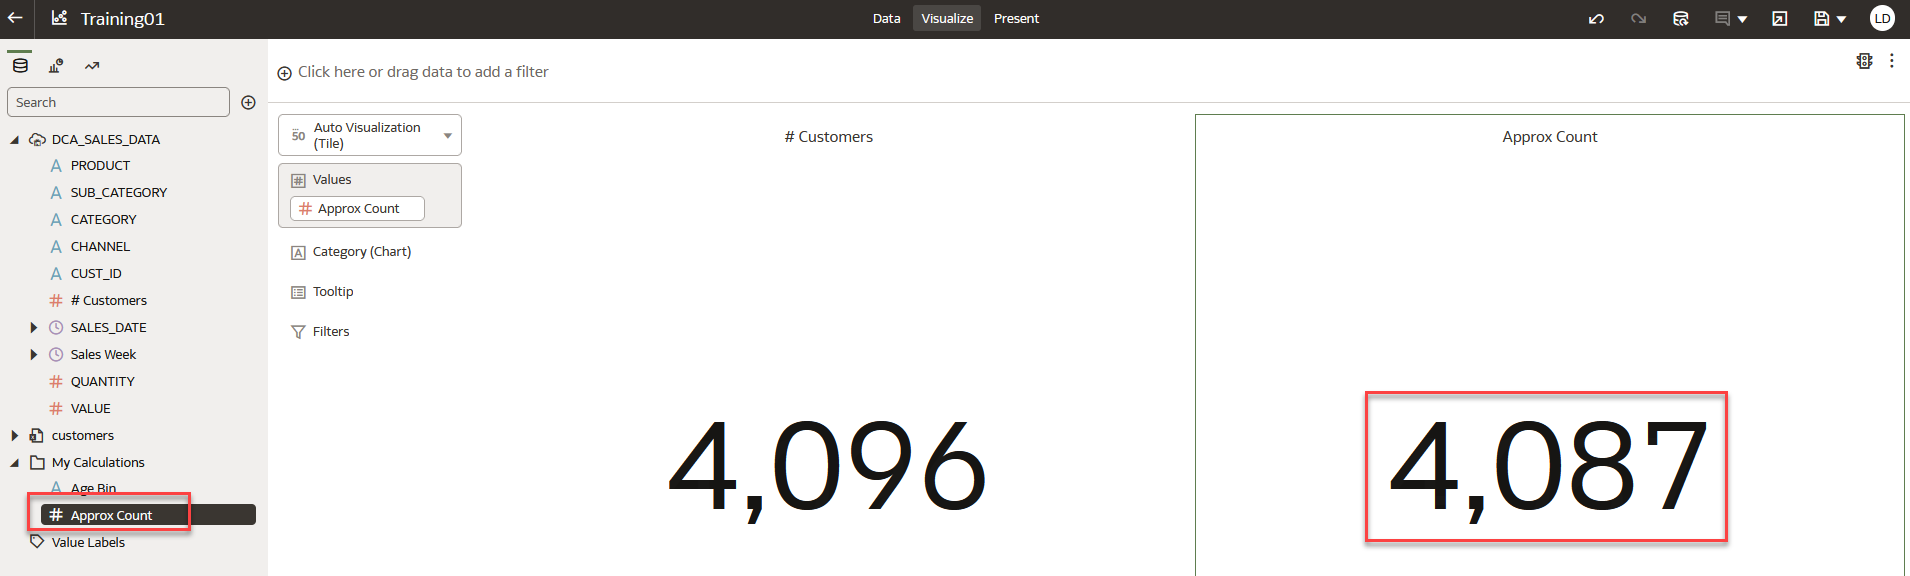 Training01
Data
Visualize
Present
LD
Search
Click here or drag data to add a filter
DCA_SALES_DATA
A PRODUCT
A SUB_CATEGORY
A CATEGORY
A CHANNEL
A CUST_ID
# # Customers
SALES_DATE
Sales Week
# QUANTITY
# VALUE
customers
My Calculations
A Age Bin
# Approx Count
Value Labels
50 Auto Visualization
(Tile)
# Values
# Approx Count
A Category (Chart)
Tooltip
Filters
# Customers
4,096
Approx Count
4,087